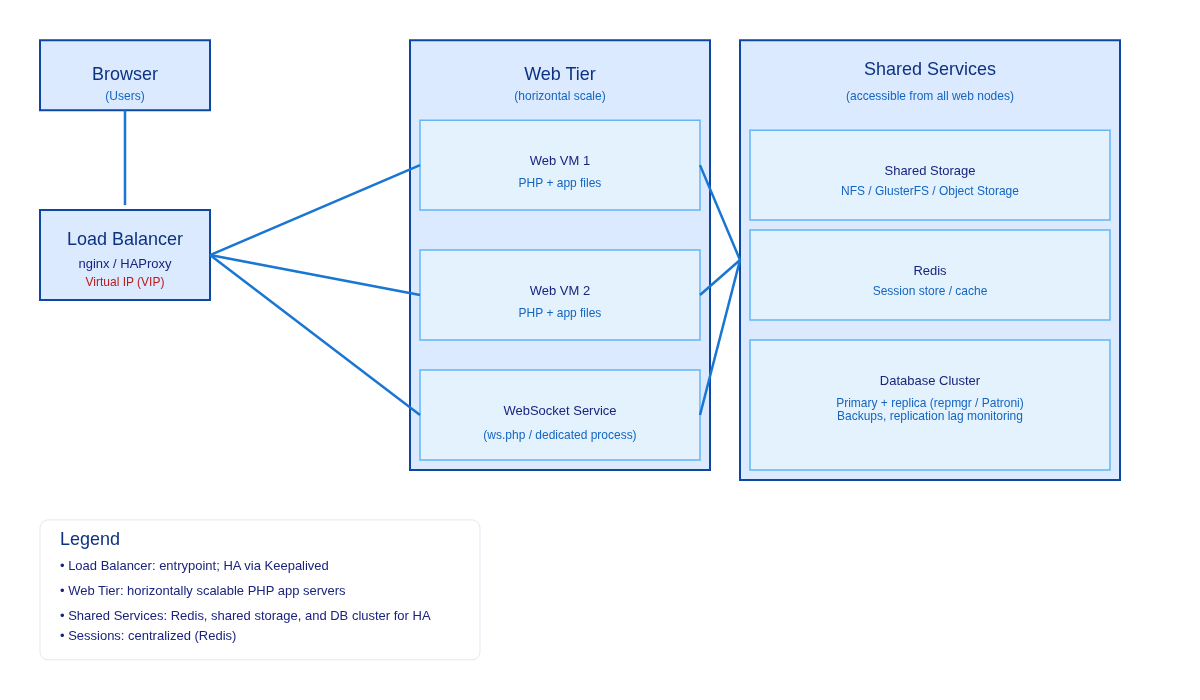 Browser
(Users)
Load Balancer
nginx / HAProxy
Virtual IP (VIP)
Web Tier
(horizontal scale)
Web VM 1
PHP + app files
Web VM 2
PHP + app files
WebSocket Service
(ws.php / dedicated process)
Shared Services
(accessible from all web nodes)
Shared Storage
NFS / GlusterFS / Object Storage
Redis
Session store / cache
Database Cluster
Primary + replica (repmgr / Patroni)
Backups, replication lag monitoring
Legend
• Load Balancer: entrypoint; HA via Keepalived
• Web Tier: horizontally scalable PHP app servers
• Shared Services: Redis, shared storage, and DB cluster for HA
• Sessions: centralized (Redis)